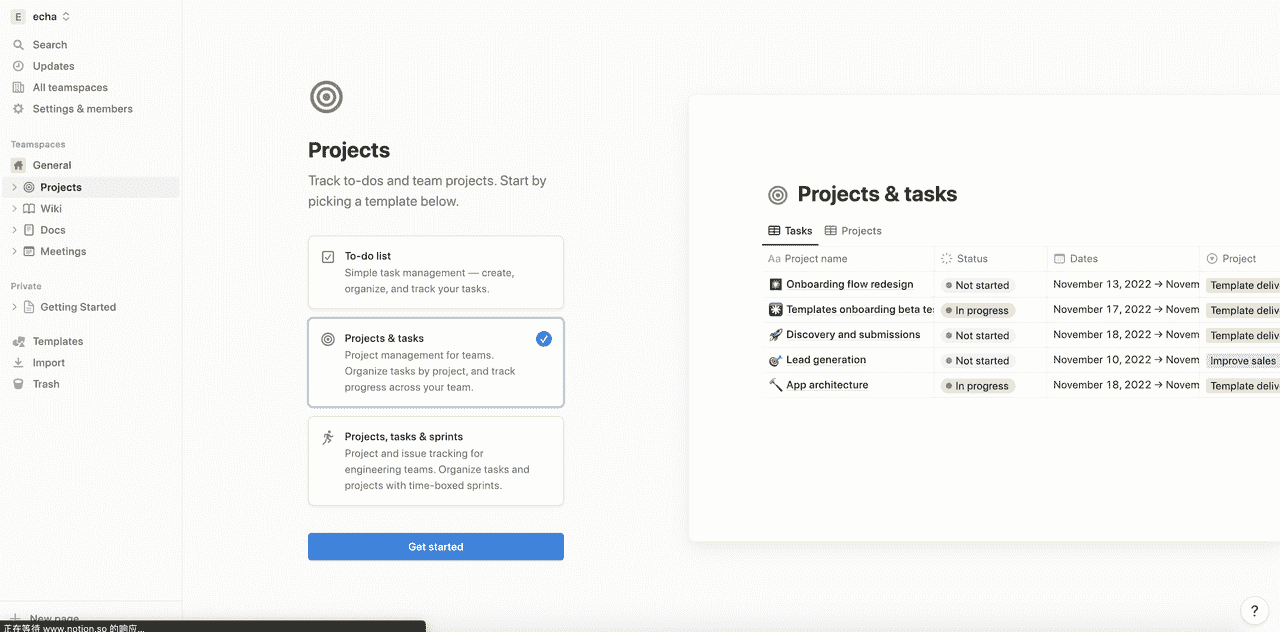 E echa
Search
Updates
All teamspaces
Settings & members
Teamspaces
General
Projects
Wiki
Docs
Meetings
Private
Getting Started
Templates
Import
Trash
New page
正在等待 www.notion.so 的响应...
Projects
Track to-dos and team projects. Start by
picking a template below.
To-do list
Simple task management — create,
organize, and track your tasks.
Projects & tasks
Project management for teams.
Organize tasks by project, and track
progress across your team.
Projects, tasks & sprints
Project and issue tracking for
engineering teams. Organize tasks and
projects with time-boxed sprints.
Get started
Projects & tasks
Tasks Projects
Aa Project name Status Dates Project
Onboarding flow redesign Not started November 13, 2022 → Novem Template deliv
Templates onboarding beta tes In progress November 17, 2022 → Novem Template deliv
Discovery and submissions Not started November 18, 2022 → Novem Template deliv
Lead generation Not started November 10, 2022 → Novem Improve sales
App architecture In progress November 18, 2022 → Novem Template deliv
?